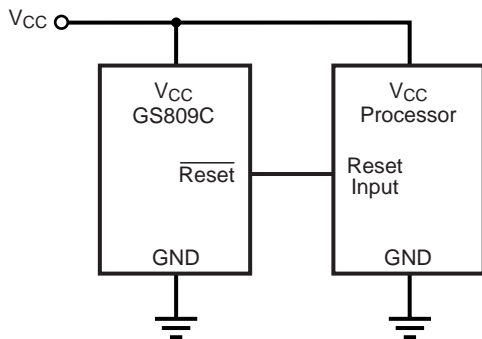 VCC
VCC
GS809C
Reset
GND
VCC
Processor
Reset
Input
GND